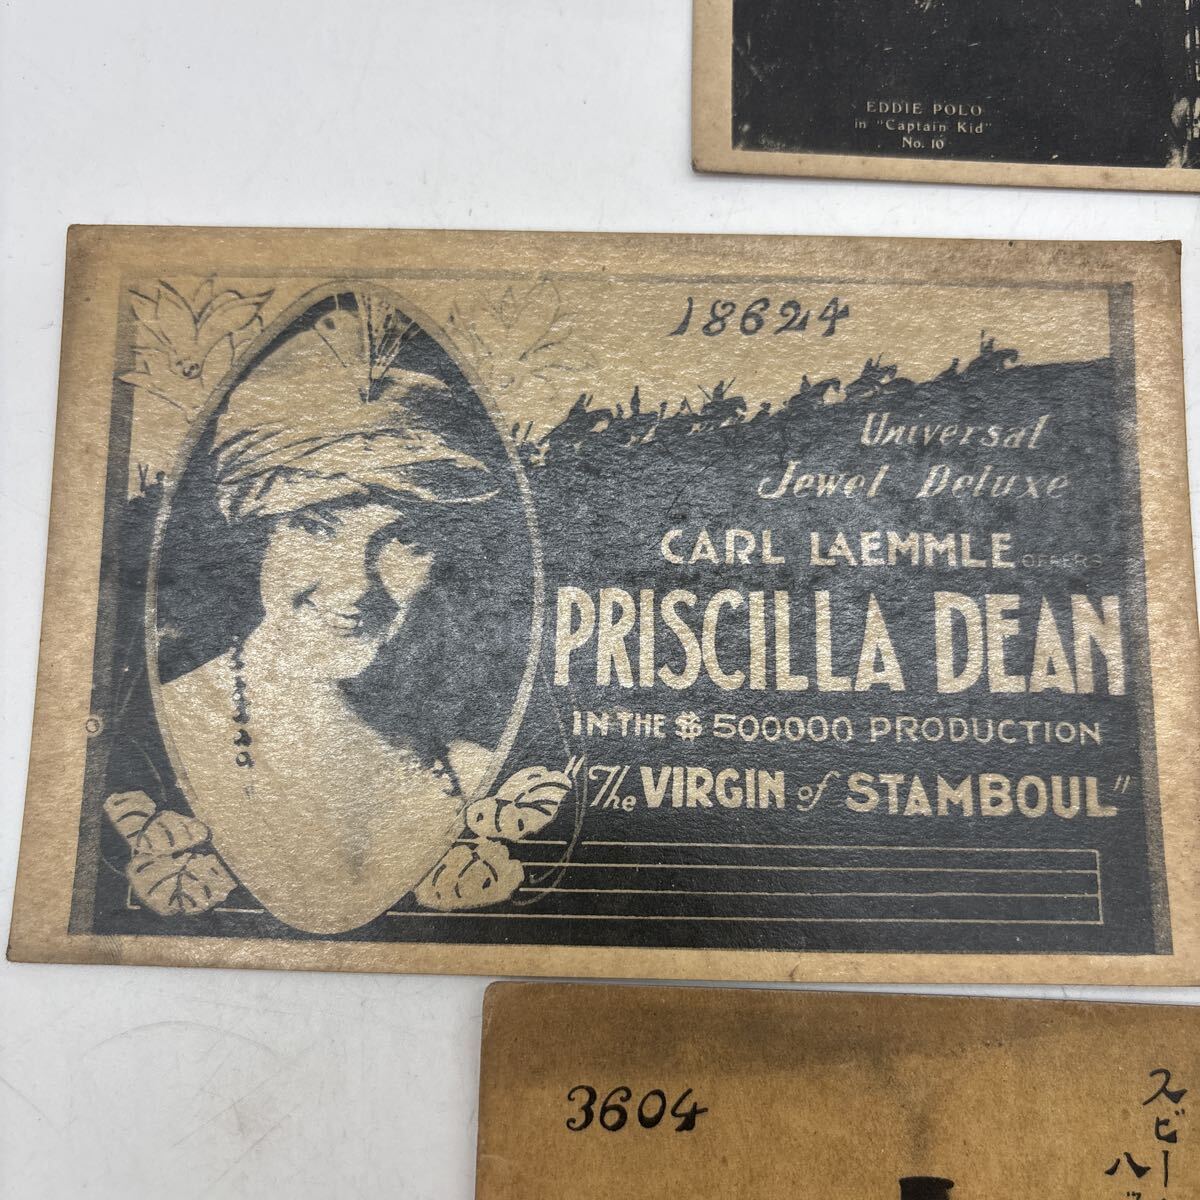 EDDIE POLO
in "Captain Kid"
No. 10
18624
Universal
Jewel Deluxe
CARL LAEMMLE OFFERS
PRISCILLA DEAN
IN THE $ 500000 PRODUCTION
"The VIRGIN of STAMBOUL"
3604
スピー
ハ